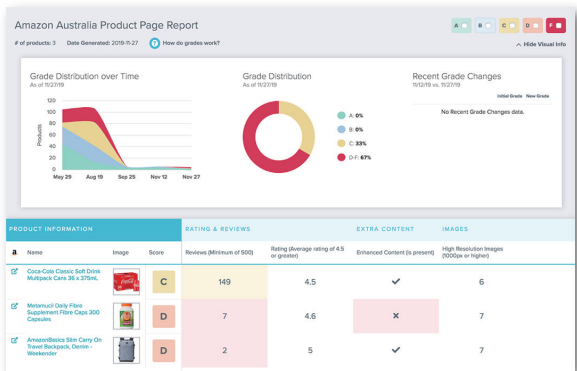 Amazon Australia Product Page Report
A B C D F
# of products: 3 Date Generated: 2019-11-27 ? How do grades work?
Hide Visual Info
Grade Distribution over Time
As of 11/27/19
Products
120
100
80
60
40
20
0
May 29 Aug 19 Sep 25 Nov 12 Nov 27
Grade Distribution
As of 11/27/19
A: 0%
B: 0%
C: 33%
D-F: 67%
Recent Grade Changes
11/12/19 vs. 11/27/19
Initial Grade New Grade
No Recent Grade Changes data.
PRODUCT INFORMATION RATING & REVIEWS EXTRA CONTENT IMAGES
a Name Image Score Reviews (Minimum of 500) Rating (Average rating of 4.5 or greater) Enhanced Content (is present) High Resolution Images (1000px or higher)
Coca-Cola Classic Soft Drinks
Multipack Cans 36 x 375mL
C 149 4.5 6
Metamucil Daily Fibre
Supplement Fibre Caps 300
Capsules
D 7 4.6 7
AmazonBasics Slim Carry On
Travel Backpack, Denim -
Weekender
D 2 5 7